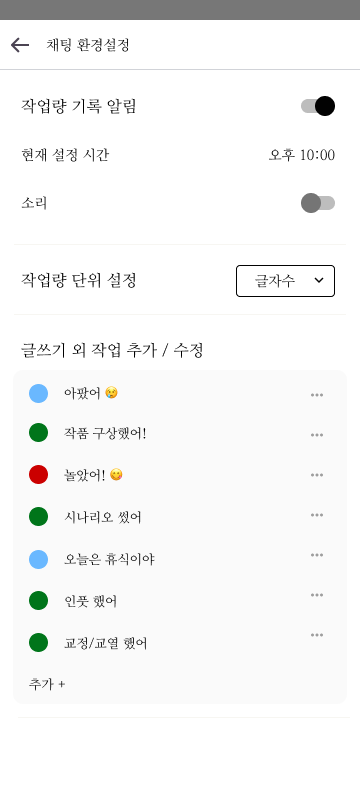 채팅 환경설정
작업량 기록 알림
현재 설정 시간 오후 10:00
소리
작업량 단위 설정 글자수
글쓰기 외 작업 추가 / 수정
아팠어 😢
작품 구상했어!
놀았어! 😋
시나리오 썼어
오늘은 휴식이야
인풋 했어
교정/교열 했어
추가 +